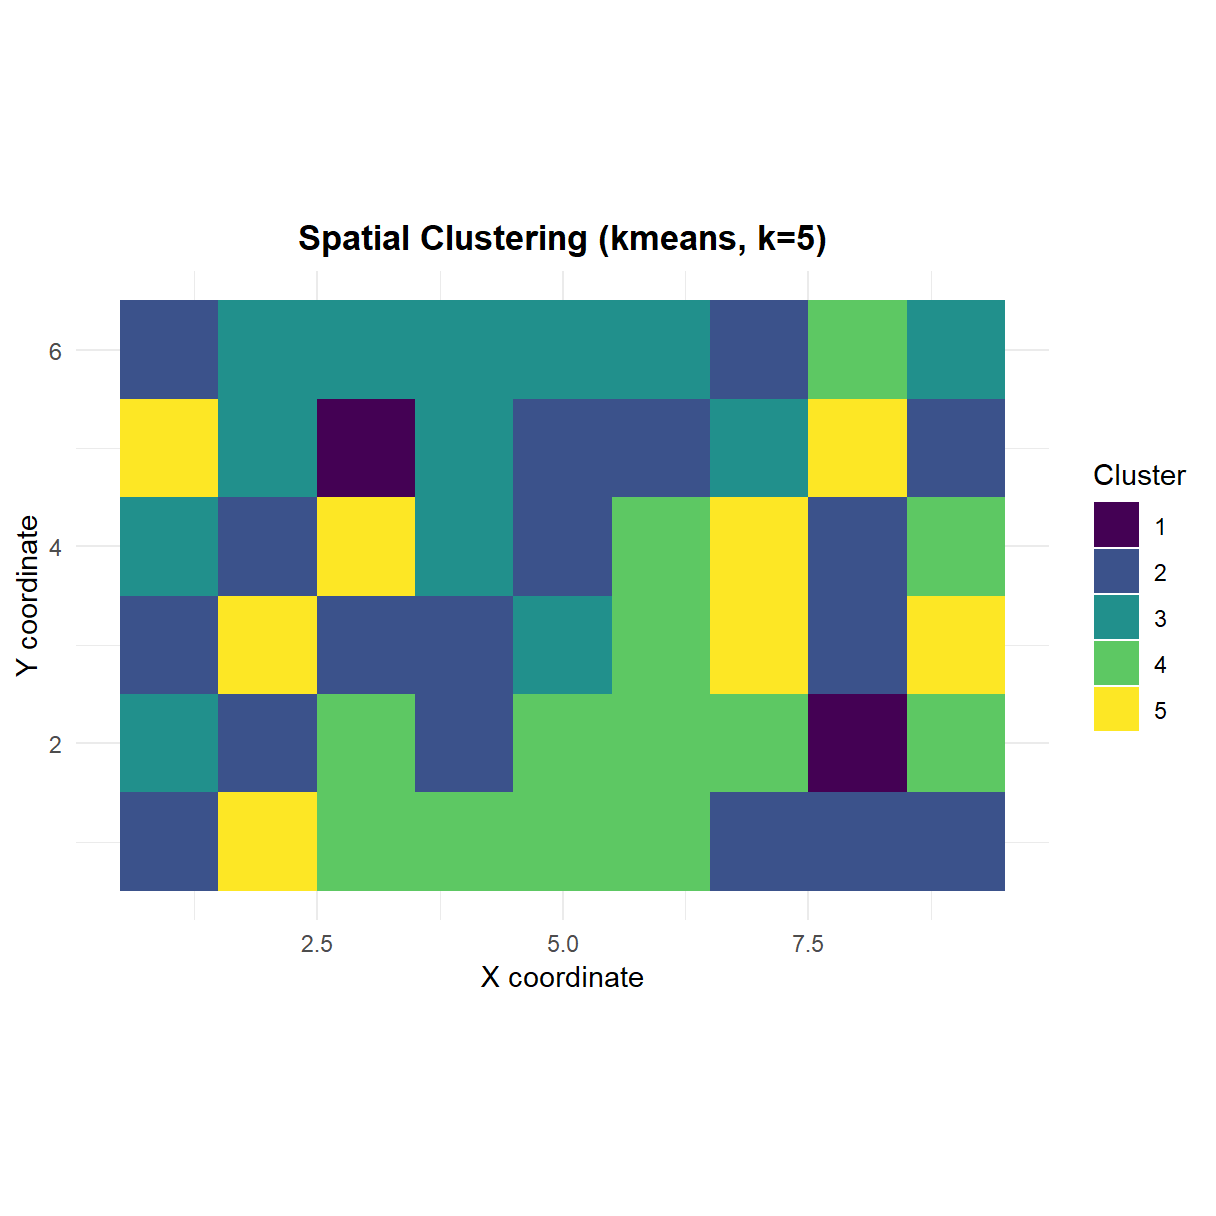 Spatial Clustering (kmeans, k=5)
6
4
2
Y coordinate
2.5 5.0 7.5
X coordinate
Cluster
1
2
3
4
5